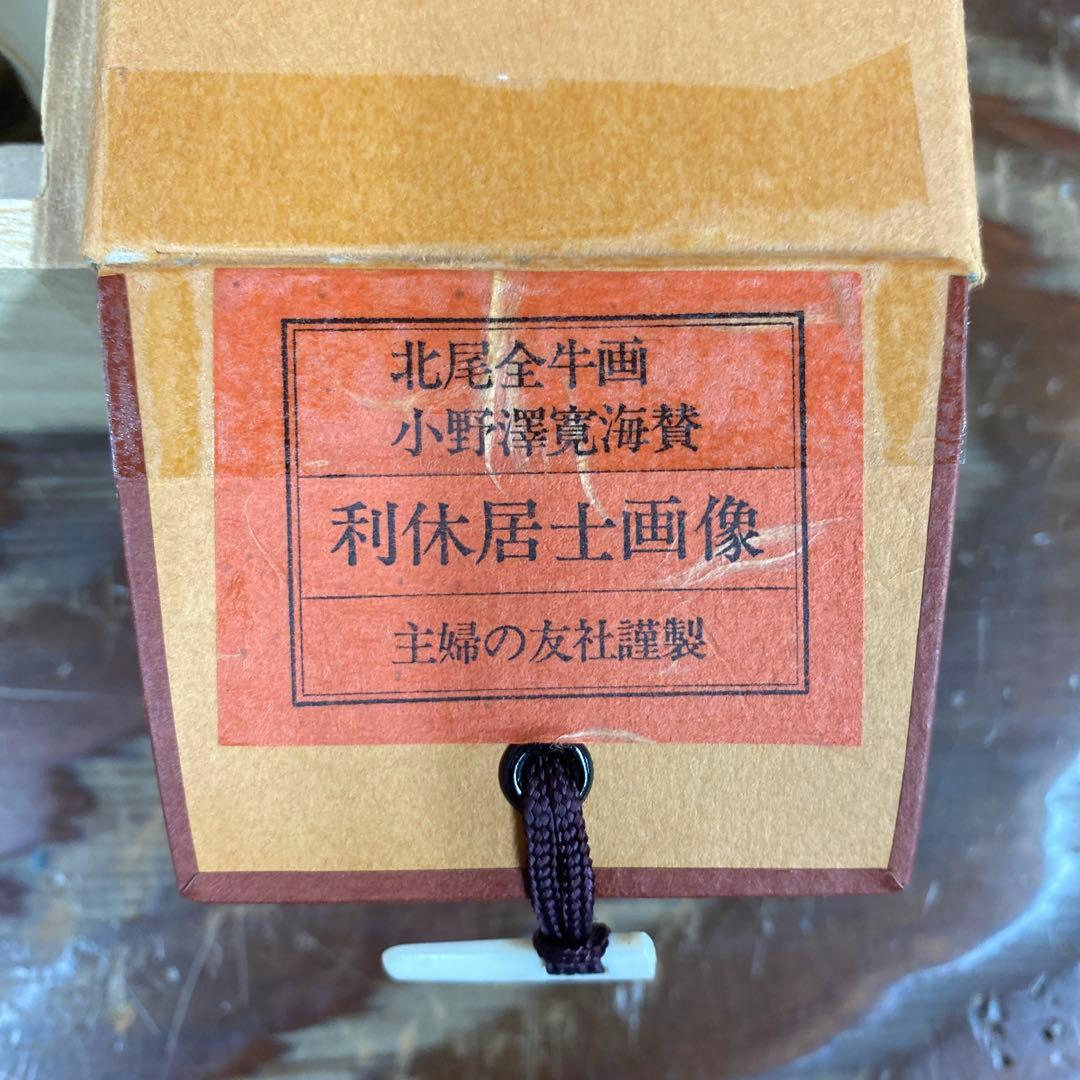 北尾全牛画
小野澤寛海賛
利休居士画像
主婦の友社謹製